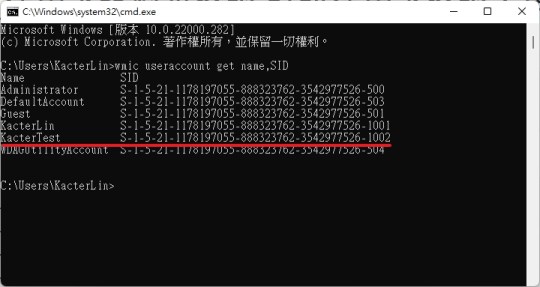 C:\Windows\system32\cmd.exe
Microsoft Windows [版本 10.0.22000.282]
(c) Microsoft Corporation. 著作權所有，並保留一切權利。
C:\Users\KacterLin>wmic useraccount get name,SID
Name SID
Administrator S-1-5-21-1178197055-888323762-3542977526-500
DefaultAccount S-1-5-21-1178197055-888323762-3542977526-503
Guest S-1-5-21-1178197055-888323762-3542977526-501
KacterLin S-1-5-21-1178197055-888323762-3542977526-1001
KacterTest S-1-5-21-1178197055-888323762-3542977526-1002
WDAGUtilityAccount S-1-5-21-1178197055-888323762-3542977526-504
C:\Users\KacterLin>